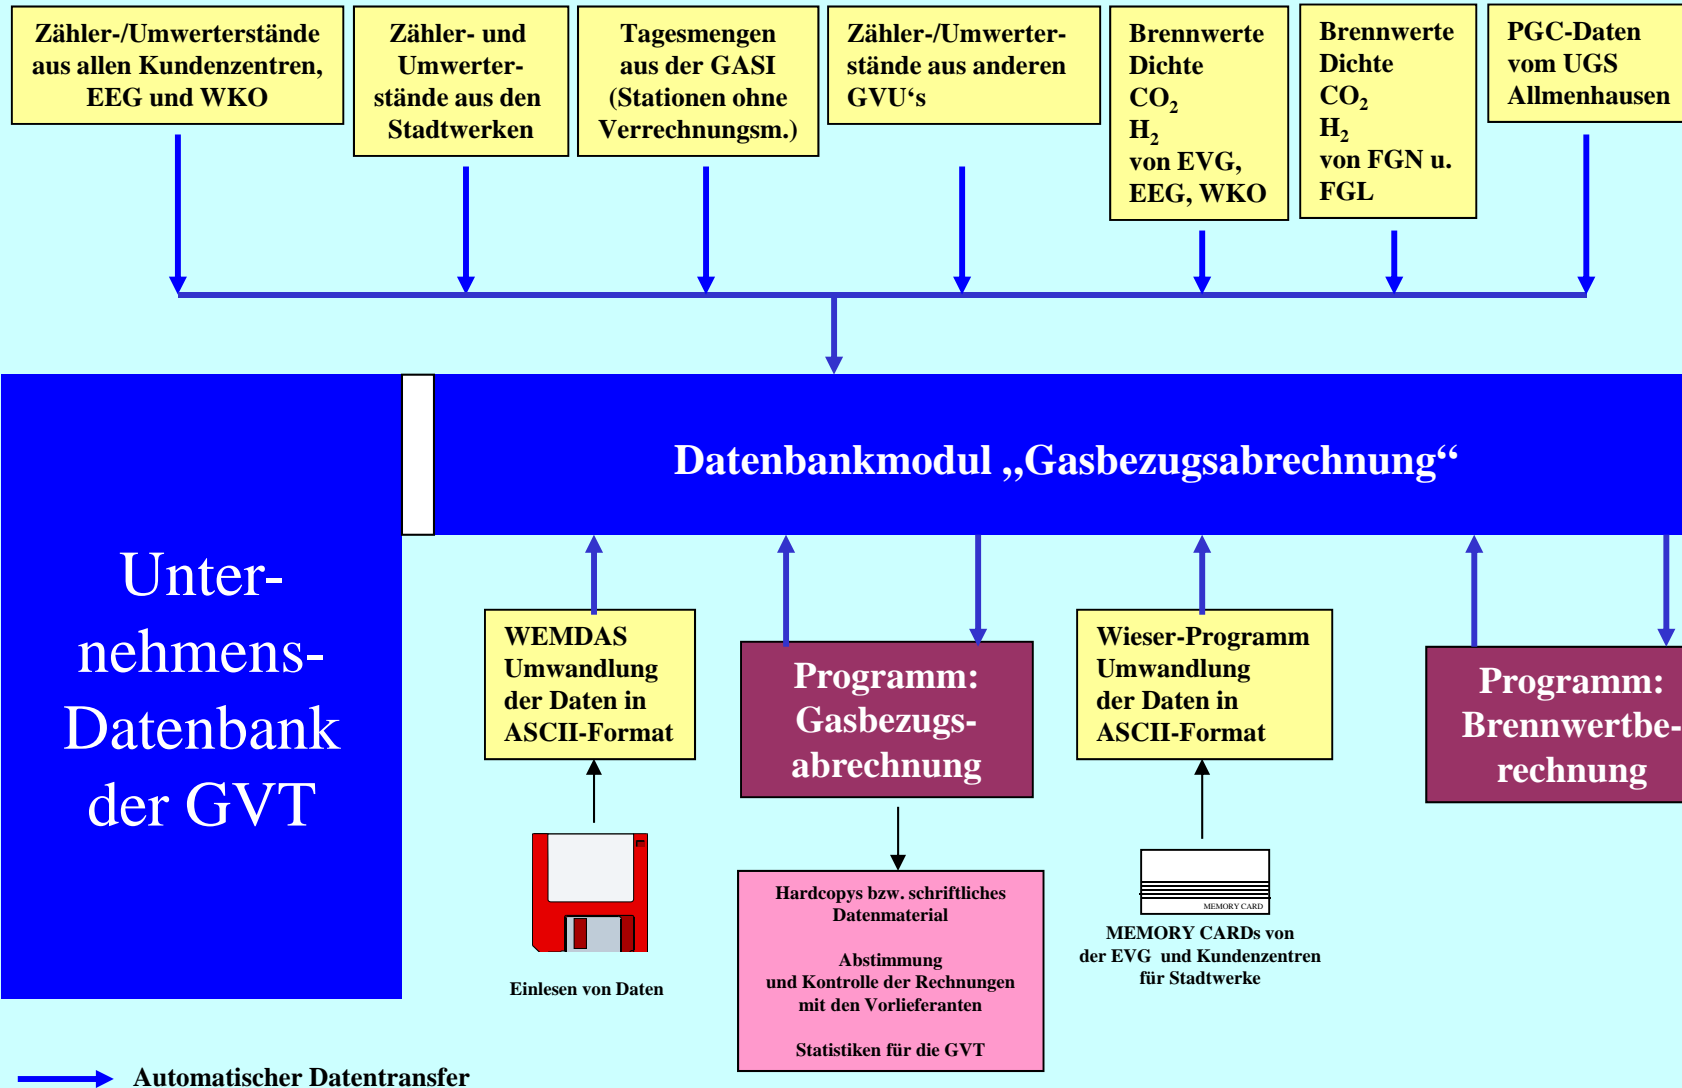 Zähler-/Umwerterstände
aus allen Kundenzentren,
EEG und WKO
Zähler- und
Umwerter-
stände aus den
Stadtwerken
Tagesmengen
aus der GASI
(Stationen ohne
Verrechnungsm.)
Zähler-/Umwerter-
stände aus anderen
GVU‘s
Brennwerte
Dichte
CO₂
H₂
von EVG,
EEG, WKO
Brennwerte
Dichte
CO₂
H₂
von FGN u.
FGL
PGC-Daten
vom UGS
Allmenhausen
Datenbankmodul „Gasbezugsabrechnung“
Unter-
nehmens-
Datenbank
der GVT
WEMDAS
Umwandlung
der Daten in
ASCII-Format
Programm:
Gasbezugs-
abrechnung
Wieser-Programm
Umwandlung
der Daten in
ASCII-Format
Programm:
Brennwertbe-
rechnung
Einlesen von Daten
Hardcopys bzw. schriftliches
Datenmaterial
Abstimmung
und Kontrolle der Rechnungen
mit den Vorlieferanten
Statistiken für die GVT
MEMORY CARD
MEMORY CARDs von
der EVG und Kundenzentren
für Stadtwerke
Automatischer Datentransfer